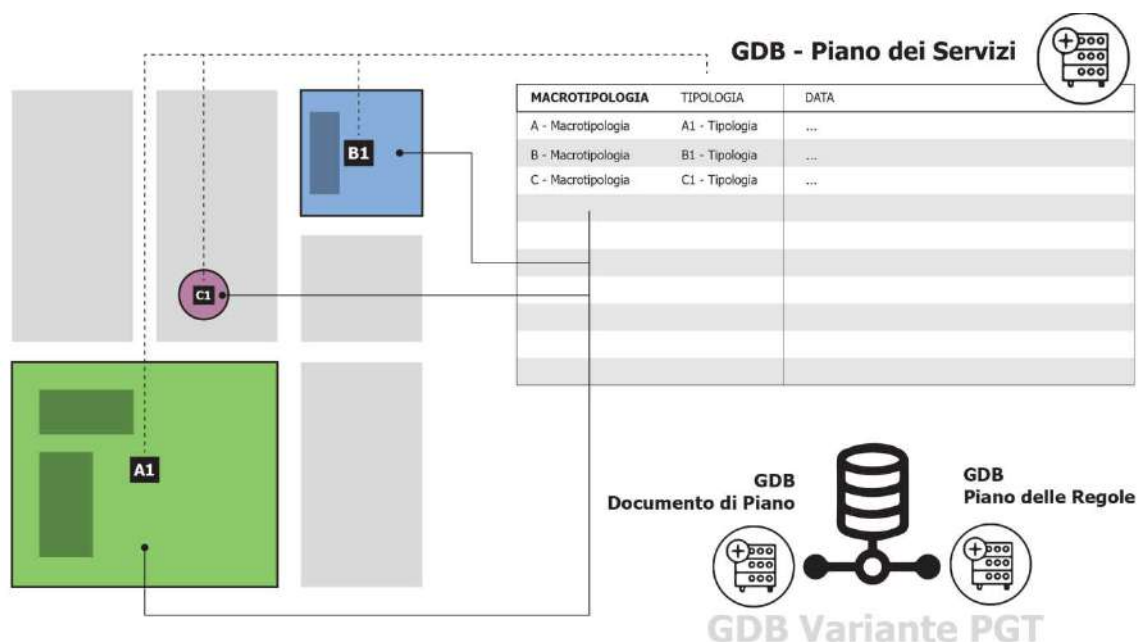 GDB - Piano dei Servizi
MACROTIPOLOGIA TIPOLOGIA DATA
A - Macrotipologia A1 - Tipologia ...
B - Macrotipologia B1 - Tipologia ...
C - Macrotipologia C1 - Tipologia ...
B1
C1
A1
GDB
Documento di Piano
GDB
Piano delle Regole
GDB Variante PGT